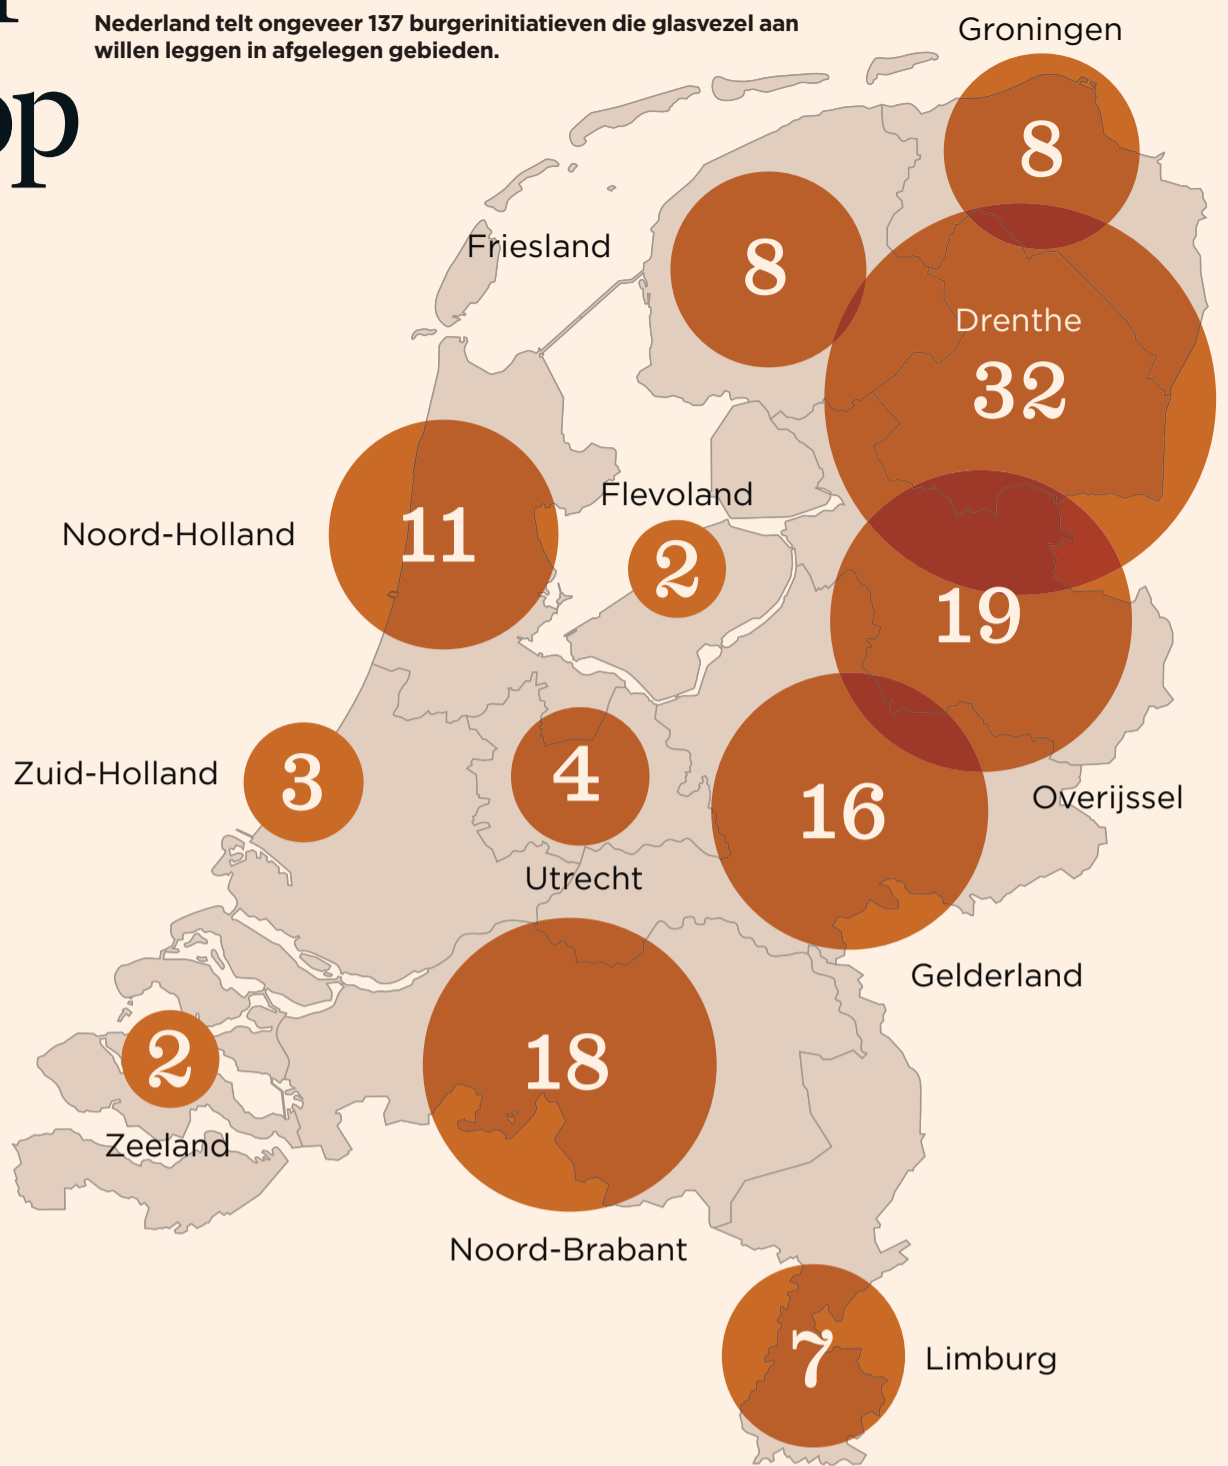 Nederland telt ongeveer 137 burgerinitiatieven die glasvezel aan
willen leggen in afgelegen gebieden.
op
Groningen
8
Friesland
8
Drenthe
32
Noord-Holland
11
Flevoland
2
19
Overijssel
Zuid-Holland
3
4
Utrecht
16
Gelderland
2
Zeeland
18
Noord-Brabant
7
Limburg